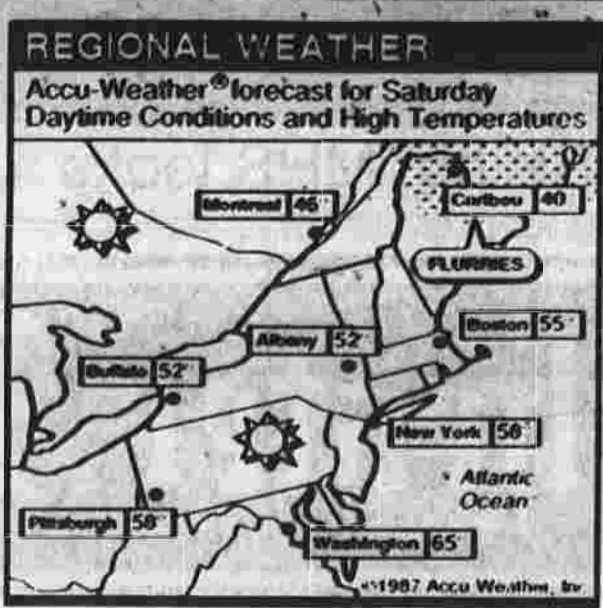 REGIONAL WEATHER
Accu-Weather® forecast for Saturday
Daytime Conditions and High Temperatures
Montreal 46°
Caribou 40
FLURRIES
Boston 55°
Albany 52°
Buffalo 52°
New York 58°
Atlantic
Ocean
Pittsburgh 58°
Washington 65°
©1987 Accu Weather, Inc